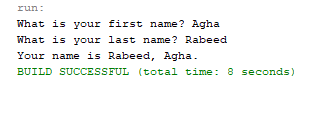 run:
What is your first name? Agha
What is your last name? Rabeed
Your name is Rabeed, Agha.
BUILD SUCCESSFUL (total time: 8 seconds)